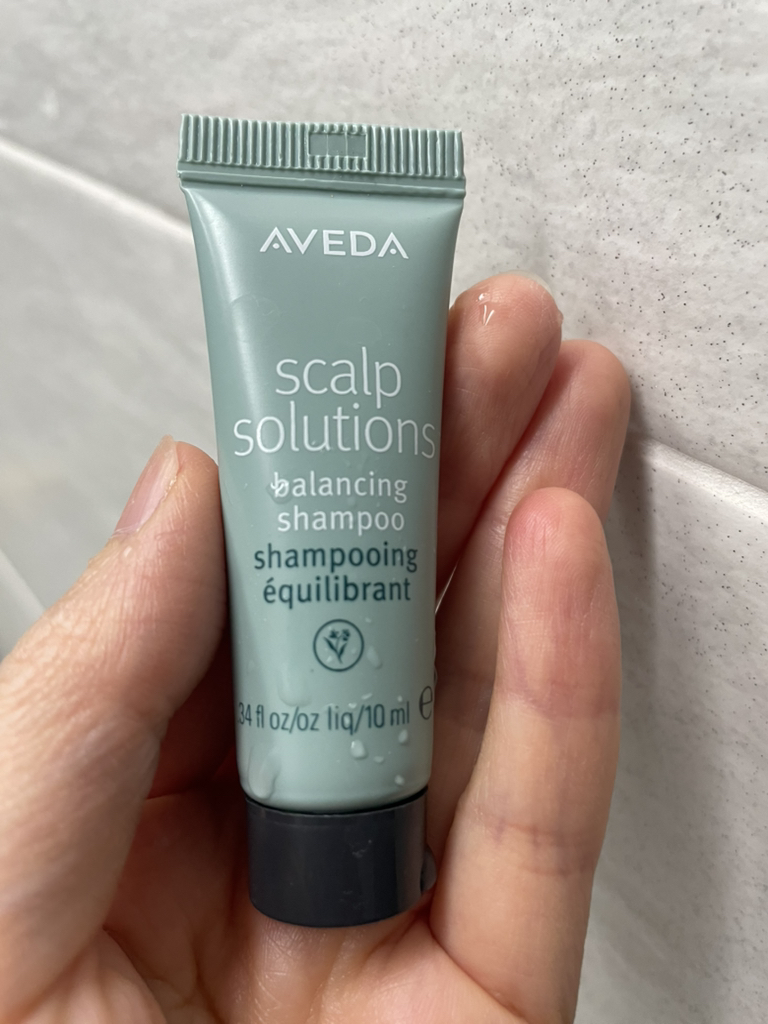 AVEDA
scalp
solutions
balancing
shampoo
shampooing
équilibrant
34 fl oz/oz liq/10 ml e